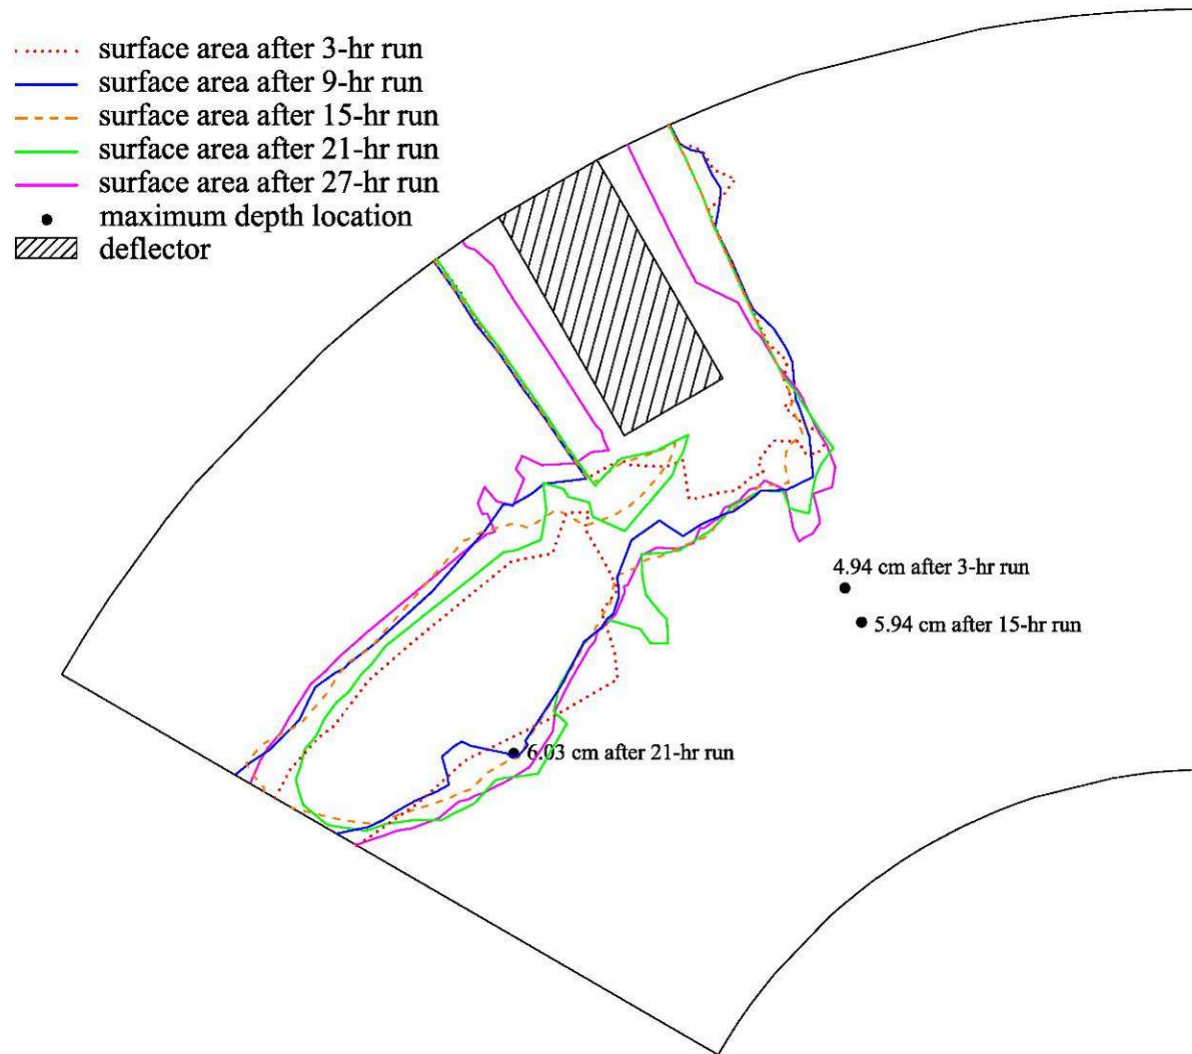 surface area after 3-hr run
surface area after 9-hr run
surface area after 15-hr run
surface area after 21-hr run
surface area after 27-hr run
maximum depth location
deflector
4.94 cm after 3-hr run
5.94 cm after 15-hr run
6.03 cm after 21-hr run